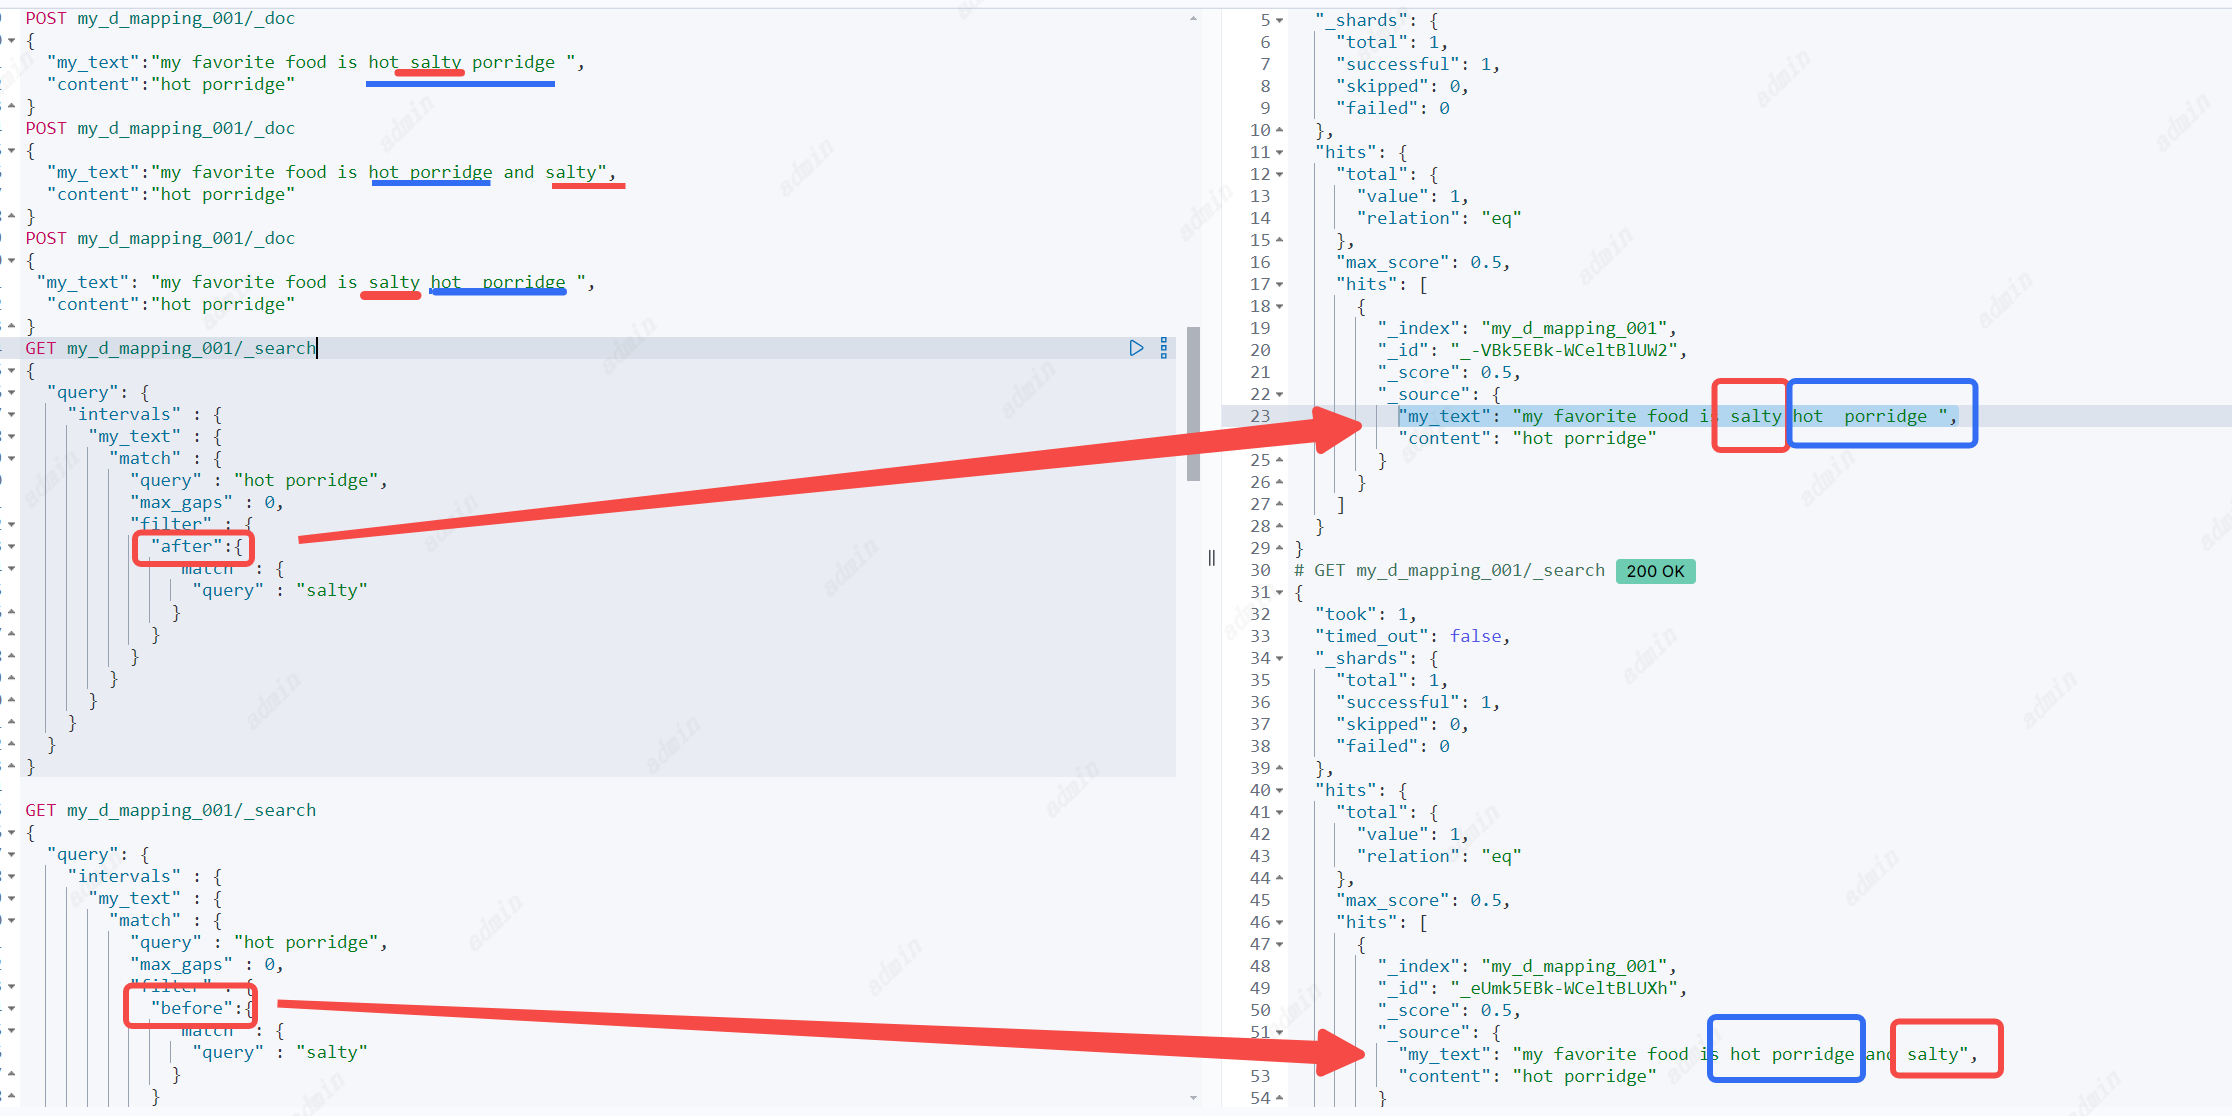 POST my_d_mapping_001/_doc
{
"my_text":"my favorite food is hot salty porridge ",
"content":"hot porridge"
}
POST my_d_mapping_001/_doc
{
"my_text":"my favorite food is hot porridge and salty",
"content":"hot porridge"
}
POST my_d_mapping_001/_doc
{
"my_text": "my favorite food is salty hot  porridge ",
"content":"hot porridge"
}
GET my_d_mapping_001/_search
{
"query": {
"intervals" : {
"my_text" : {
"match" : {
"query" : "hot porridge",
"max_gaps" : 0,
"filter" : {
"after":{
"match" : {
"query" : "salty"
}
}
}
}
}
}
}
}
GET my_d_mapping_001/_search
{
"query": {
"intervals" : {
"my_text" : {
"match" : {
"query" : "hot porridge",
"max_gaps" : 0,
"filter" : {
"before":{
"match" : {
"query" : "salty"
}
}
5 "_shards": {
6 "total": 1,
7 "successful": 1,
8 "skipped": 0,
9 "failed": 0
10 },
11 "hits": {
12 "total": {
13 "value": 1,
14 "relation": "eq"
15 },
16 "max_score": 0.5,
17 "hits": [
18 {
19 "_index": "my_d_mapping_001",
20 "_id": "_-VBk5EBk-WCeltBlUW2",
21 "_score": 0.5,
22 "_source": {
23 "my_text": "my favorite food is salty hot  porridge ",
"content": "hot porridge"
25 }
26 }
27 ]
28 }
29 }
30 # GET my_d_mapping_001/_search 200 OK
31 {
32 "took": 1,
33 "timed_out": false,
34 "_shards": {
35 "total": 1,
36 "successful": 1,
37 "skipped": 0,
38 "failed": 0
39 },
40 "hits": {
41 "total": {
42 "value": 1,
43 "relation": "eq"
44 },
45 "max_score": 0.5,
46 "hits": [
47 {
48 "_index": "my_d_mapping_001",
49 "_id": "_eUmk5EBk-WCeltBLUXh",
50 "_score": 0.5,
51 "_source": {
"my_text": "my favorite food is hot porridge and salty",
53 "content": "hot porridge"
54 }